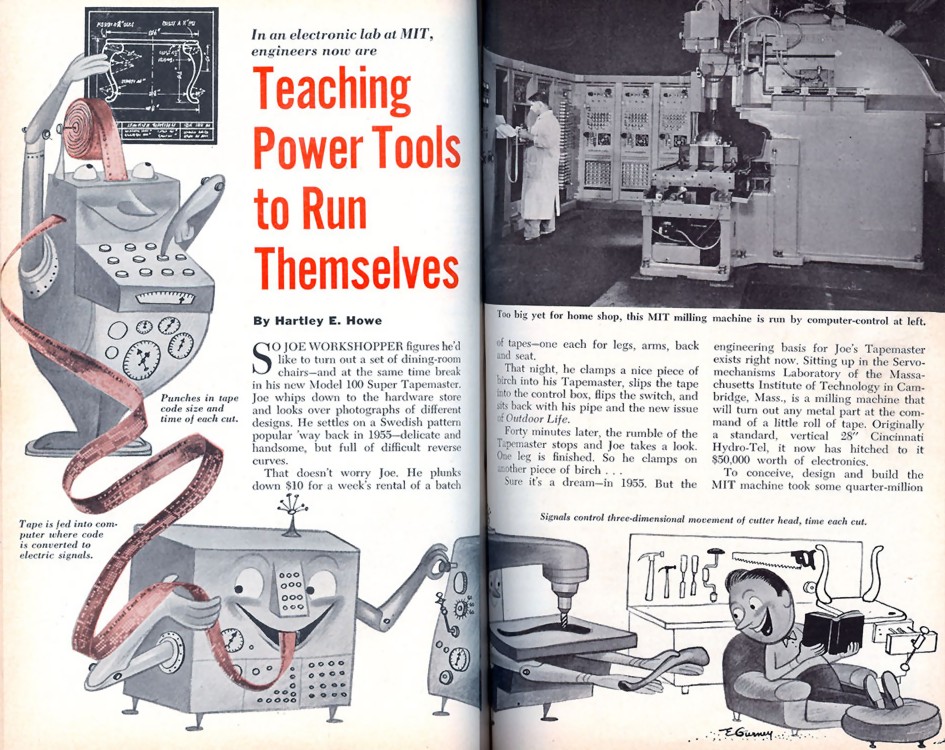 In an electronic lab at MIT,
engineers now are
Teaching
Power Tools
to Run
Themselves
By Hartley E. Howe
SO JOE WORKSHOPPER figures he'd
like to turn out a set of dining-room
chairs—and at the same time break
in his new Model 100 Super Tapemaster.
Joe whips down to the hardware store
and looks over photographs of different
designs. He settles on a Swedish pattern
popular 'way back in 1955—delicate and
handsome, but full of difficult reverse
curves.
That doesn't worry Joe. He plunks
down $10 for a week's rental of a batch
Punches in tape
code size and
time of each cut.
Tape is fed into com-
puter where code
is converted to
electric signals.
Too big yet for home shop, this MIT milling machine is run by computer-control at left.
of tapes—one each for legs, arms, back
and seat.
That night, he clamps a nice piece of
birch into his Tapemaster, slips the tape
into the control box, flips the switch, and
sits back with his pipe and the new issue
of Outdoor Life.
Forty minutes later, the rumble of the
Tapemaster stops and Joe takes a look.
One leg is finished. So he clamps on
another piece of birch . . .
Sure it's a dream—in 1955. But the
engineering basis for Joe's Tapemaster
exists right now. Sitting up in the Servo-
mechanisms Laboratory of the Massa-
chusetts Institute of Technology in Cam-
bridge, Mass., is a milling machine that
will turn out any metal part at the com-
mand of a little roll of tape. Originally
a standard, vertical 28" Cincinnati
Hydro-Tel, it now has hitched to it
$50,000 worth of electronics.
To conceive, design and build the
MIT machine took some quarter-million
Signals control three-dimensional movement of cutter head, time each cut.
E. Gurney